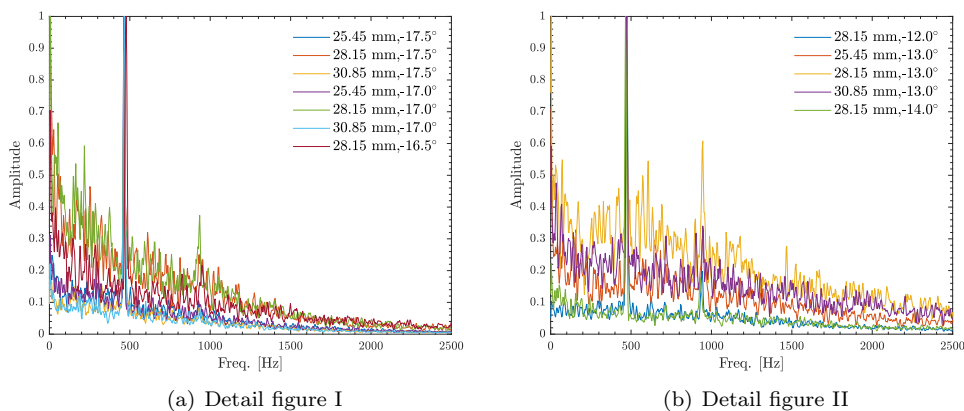 1
0.9
0.8
0.7
0.6
0.5
0.4
0.3
0.2
0.1
0
Amplitude
25.45 mm,-17.5°
28.15 mm,-17.5°
30.85 mm,-17.5°
25.45 mm,-17.0°
28.15 mm,-17.0°
30.85 mm,-17.0°
28.15 mm,-16.5°
0 500 1000 1500 2000 2500
Freq. [Hz]
(a) Detail figure I
1
0.9
0.8
0.7
0.6
0.5
0.4
0.3
0.2
0.1
0
Amplitude
28.15 mm,-12.0°
25.45 mm,-13.0°
28.15 mm,-13.0°
30.85 mm,-13.0°
28.15 mm,-14.0°
0 500 1000 1500 2000 2500
Freq. [Hz]
(b) Detail figure II